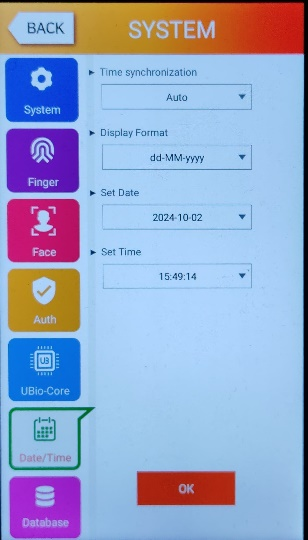 BACK
SYSTEM
System
Finger
Face
Auth
U3
UBio-Core
Date/Time
Database
Time synchronization
Auto
Display Format
dd-MM-yyyy
Set Date
2024-10-02
Set Time
15:49:14
OK